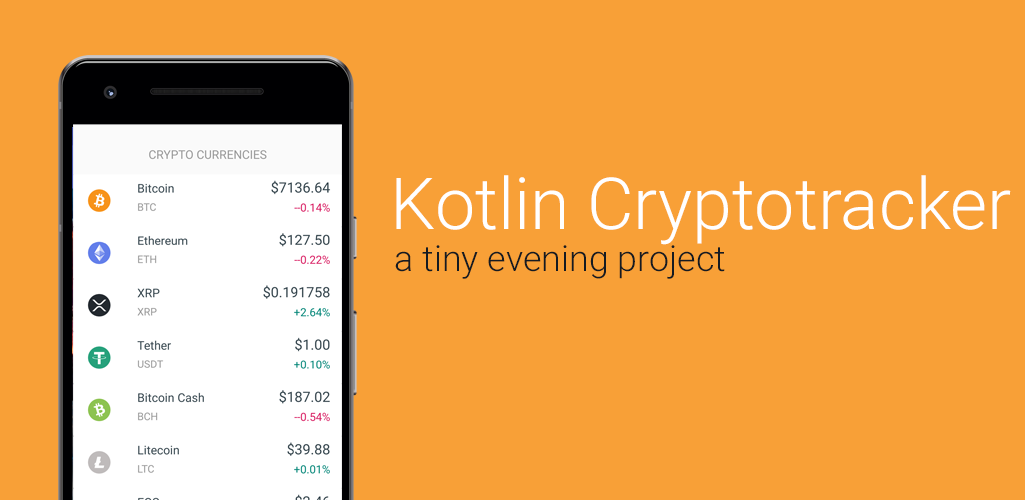 CRYPTO CURRENCIES
Bitcoin $7136.64
BTC --0.14%
Ethereum $127.50
ETH --0.22%
XRP $0.191758
XRP +2.64%
Tether $1.00
USDT +0.10%
Bitcoin Cash $187.02
BCH --0.54%
Litecoin $39.88
LTC +0.01%
Kotlin Cryptotracker
a tiny evening project